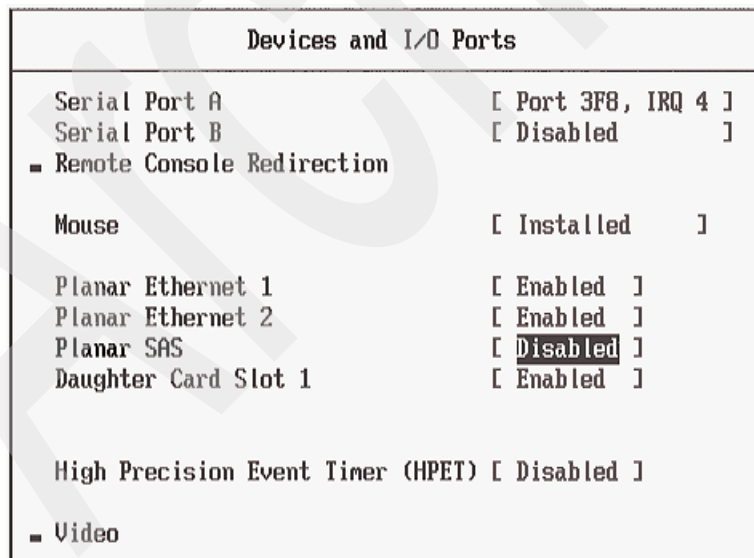 Devices and I/O Ports
Serial Port A [ Port 3F8, IRQ 4 ]
Serial Port B [ Disabled ]
Remote Console Redirection
Mouse [ Installed ]
Planar Ethernet 1 [ Enabled ]
Planar Ethernet 2 [ Enabled ]
Planar SAS [ Disabled ]
Daughter Card Slot 1 [ Enabled ]
High Precision Event Timer (HPET) [ Disabled ]
Video